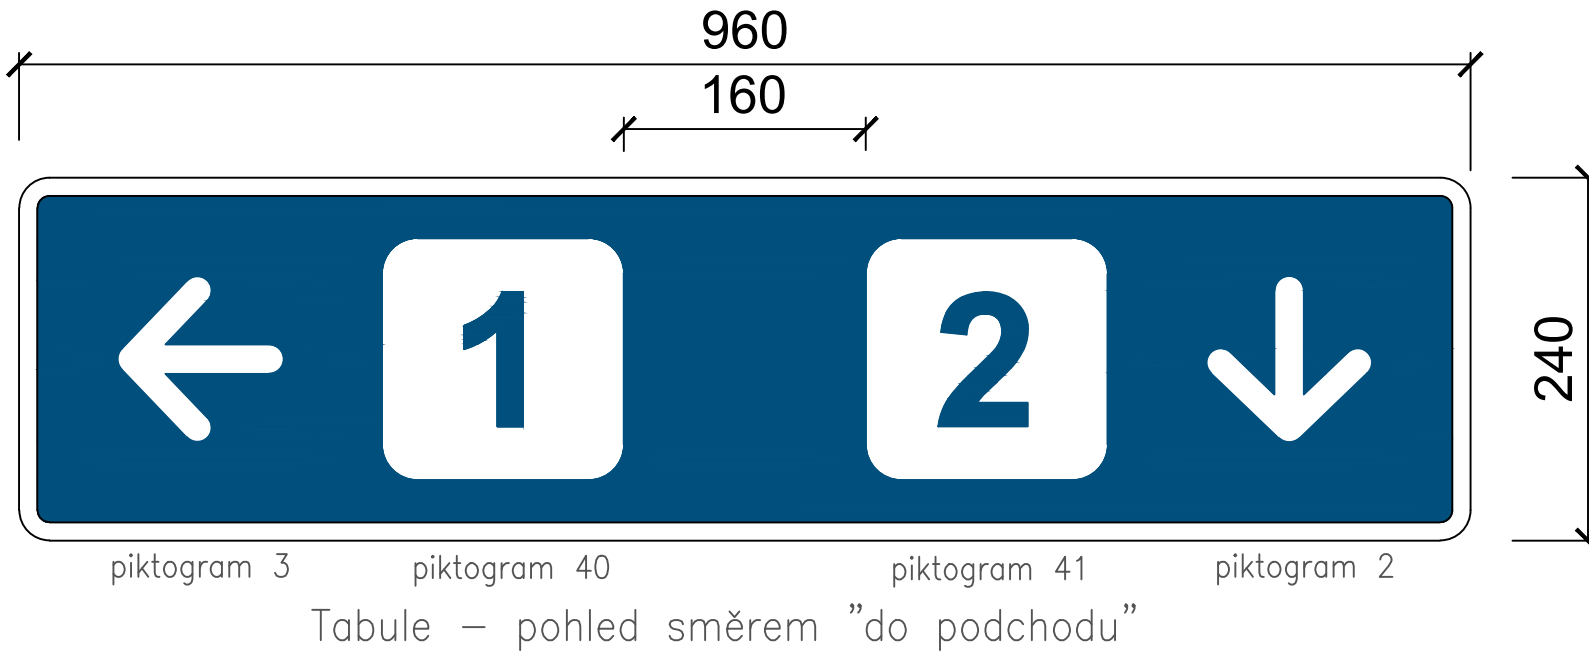 960
160
1 2
240
piktogram 3 piktogram 40 piktogram 41 piktogram 2
Tabule – pohled směrem "do podchodu"